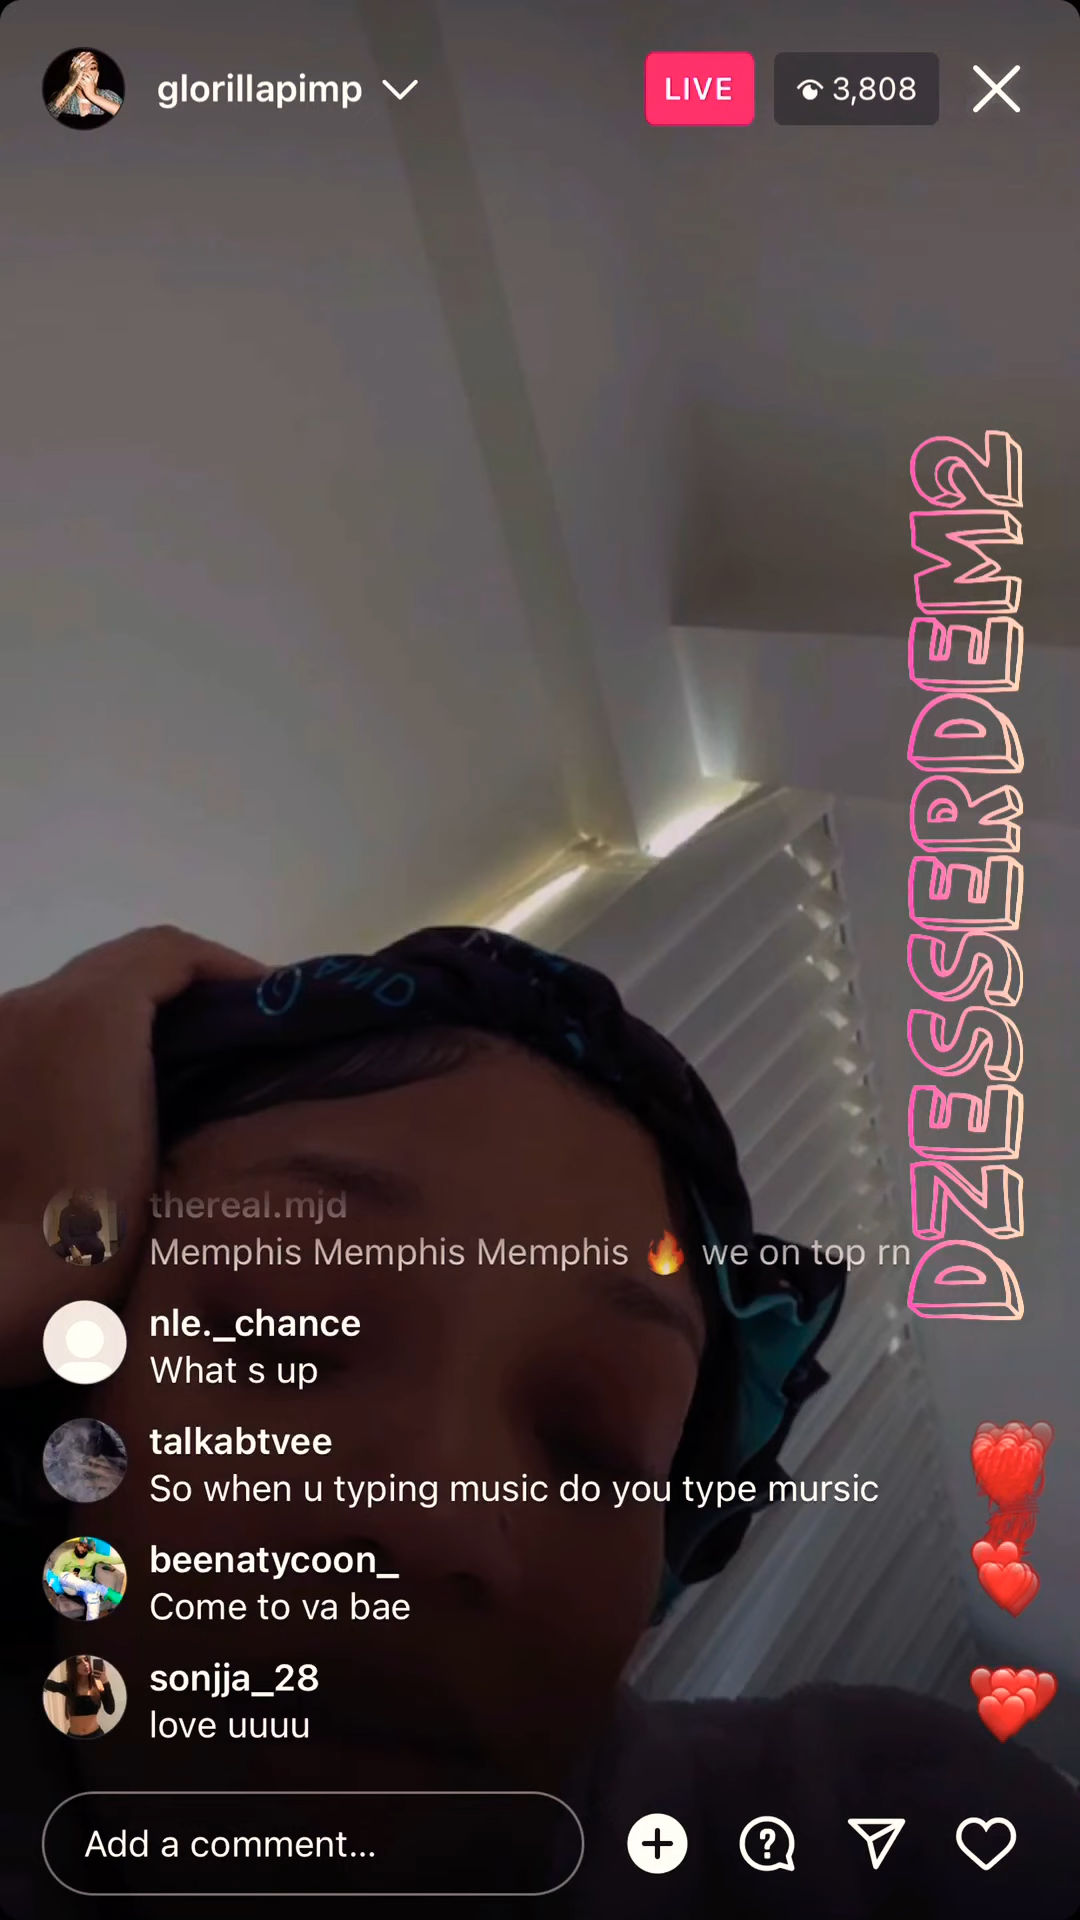 glorillapimp
LIVE
3,808
DZESSSERDEM2
thereal.mjd
Memphis Memphis Memphis 🔥 we on top rn
nle._chance
What s up
talkabtvee
So when u typing music do you type mursic
beenatycoon_
Come to va bae
sonjja_28
love uuuu
Add a comment...